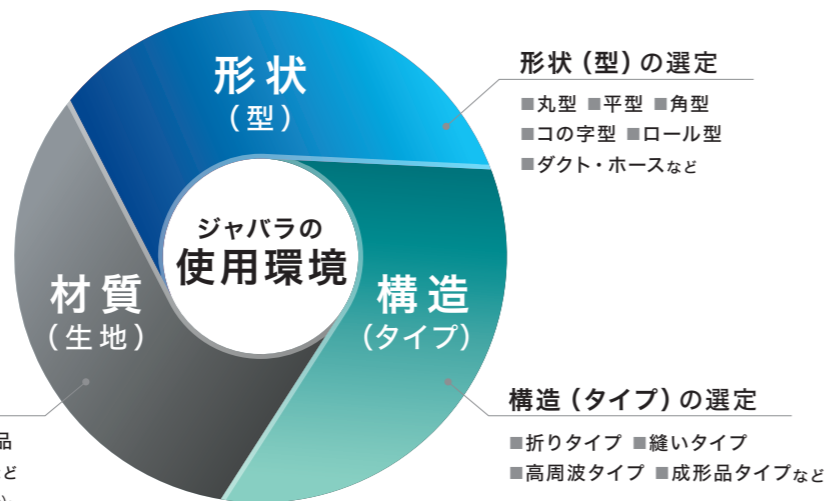 形状
（型）
ジャバラの
使用環境
材質
（生地）
構造
（タイプ）
形状（型）の選定
■丸型 ■平型 ■角型
■コの字型 ■ロール型
■ダクト・ホースなど
構造（タイプ）の選定
■折りタイプ ■縫いタイプ
■高周波タイプ ■成形品タイプなど
品
ど